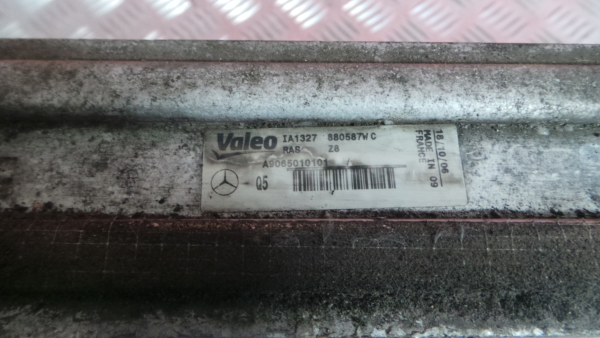 Valeo IA1327 880587W C
RAS Z8
A9065010101
Q5
18/10/06
MADE IN 09
FRANCE